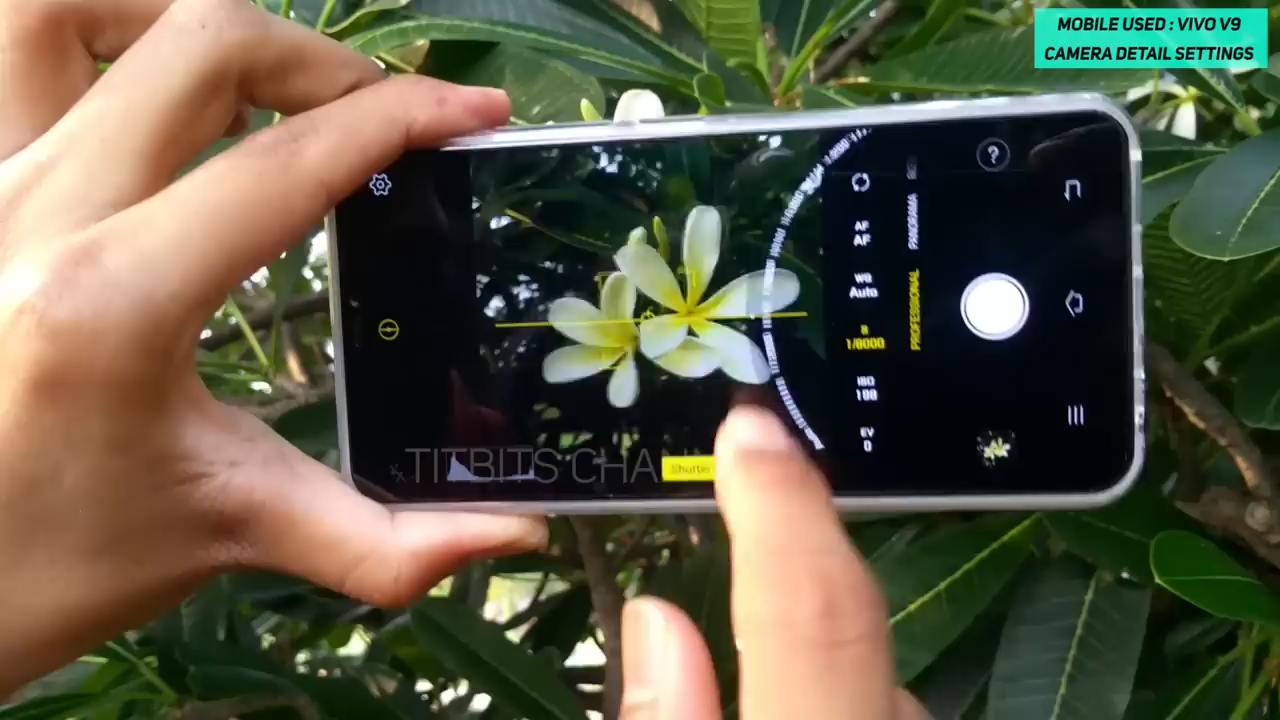 MOBILE USED : VIVO V9
CAMERA DETAIL SETTINGS
?
AF
AF
WB
Auto
S
1/8000
ISO
100
EV
0
PANORAMA
PROFESSIONAL
TITBITS CHAN
Shutter